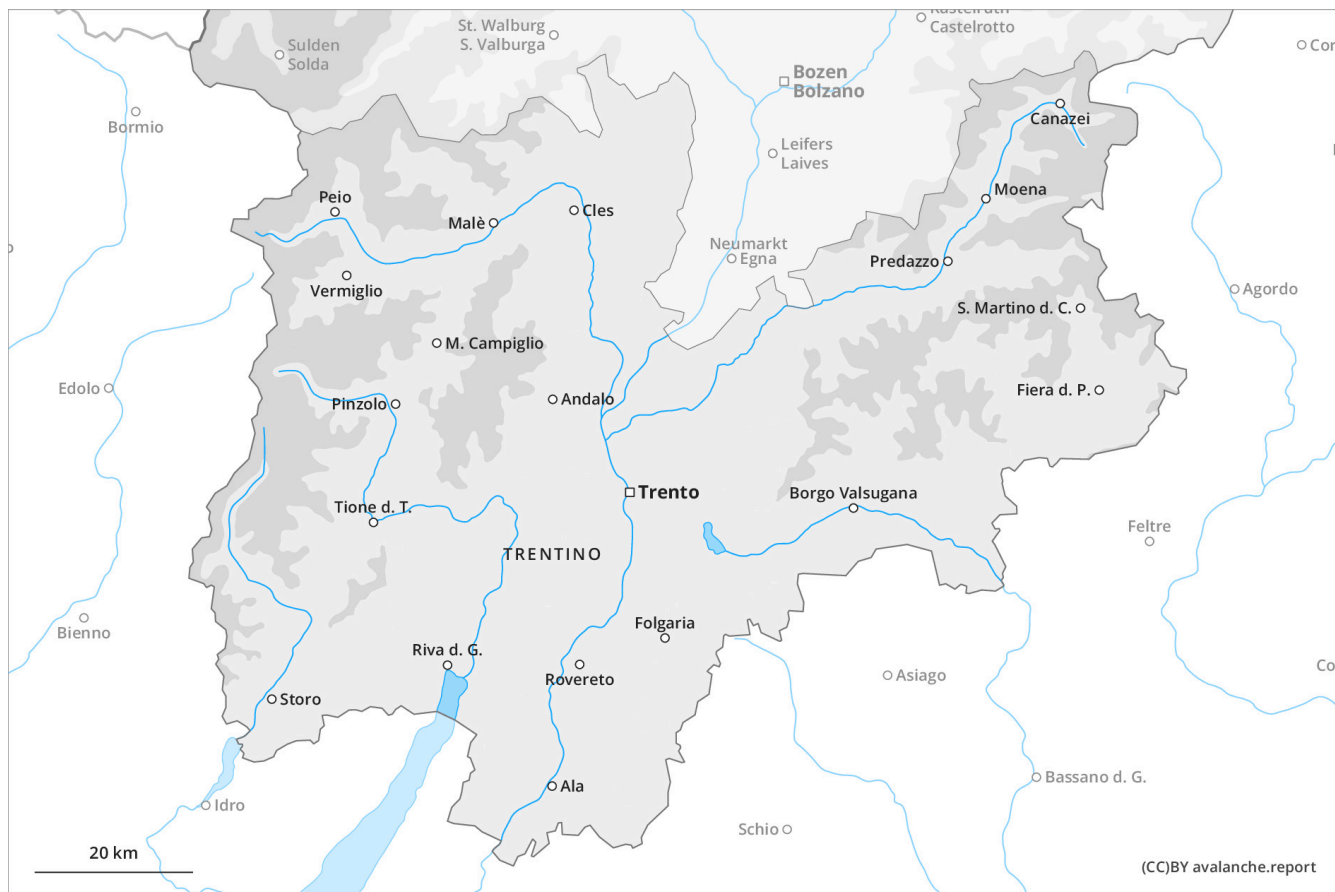 Kastelruth
Castelrotto
St. Walburg
S. Valburga
Sulden
Solda
Cor
Bozen
Bolzano
Bormio
Canazei
Leifers
Laives
Peio
Moena
Malè
Cles
Neumarkt
Egna
Predazzo
Vermiglio
Agordo
S. Martino d. C.
M. Campiglio
Edolo
Fiera d. P.
Pinzolo
Andalo
Trento
Borgo Valsugana
Tione d. T.
Feltre
TRENTINO
Bienno
Folgaria
Riva d. G.
Rovereto
Asiago
Co
Storo
Ala
Bassano d. G.
Idro
Schio
20 km
(CC)BY avalanche.report